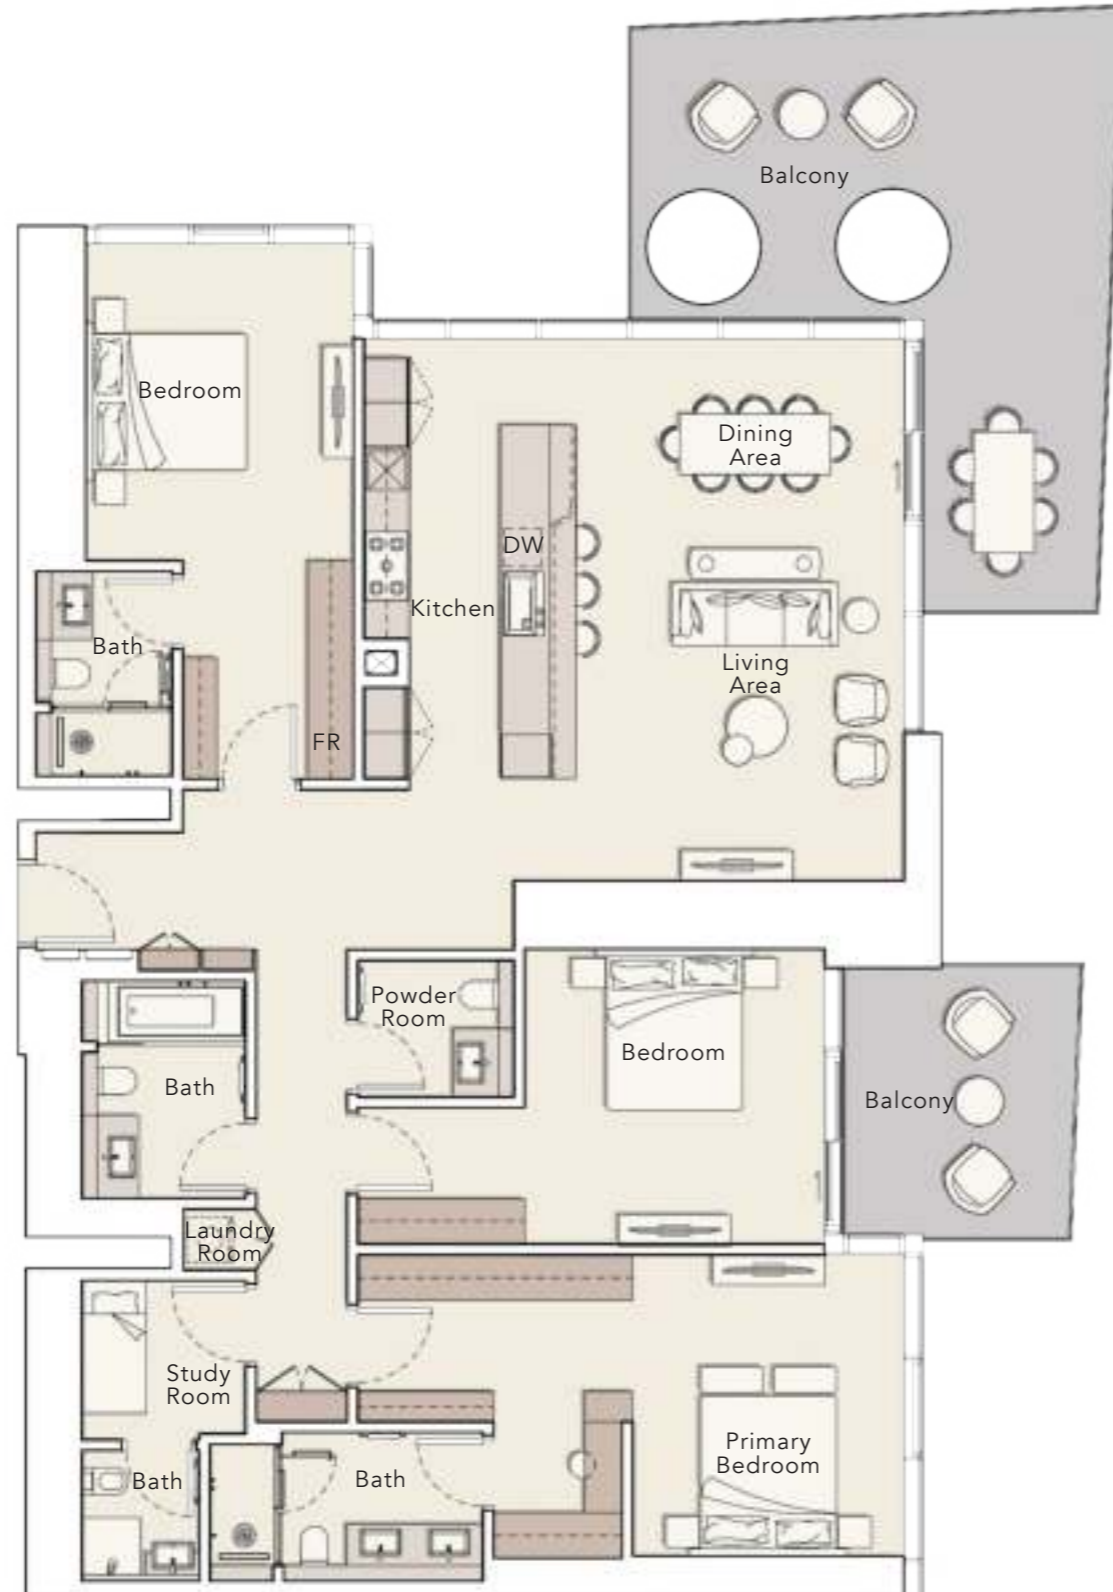 Balcony
Bedroom
Dining
Area
DW
Kitchen
Bath
Living
Area
FR
Powder
Room
Bedroom
Bath
Balcony
Laundry
Room
Study
Room
Primary
Bedroom
Bath
Bath